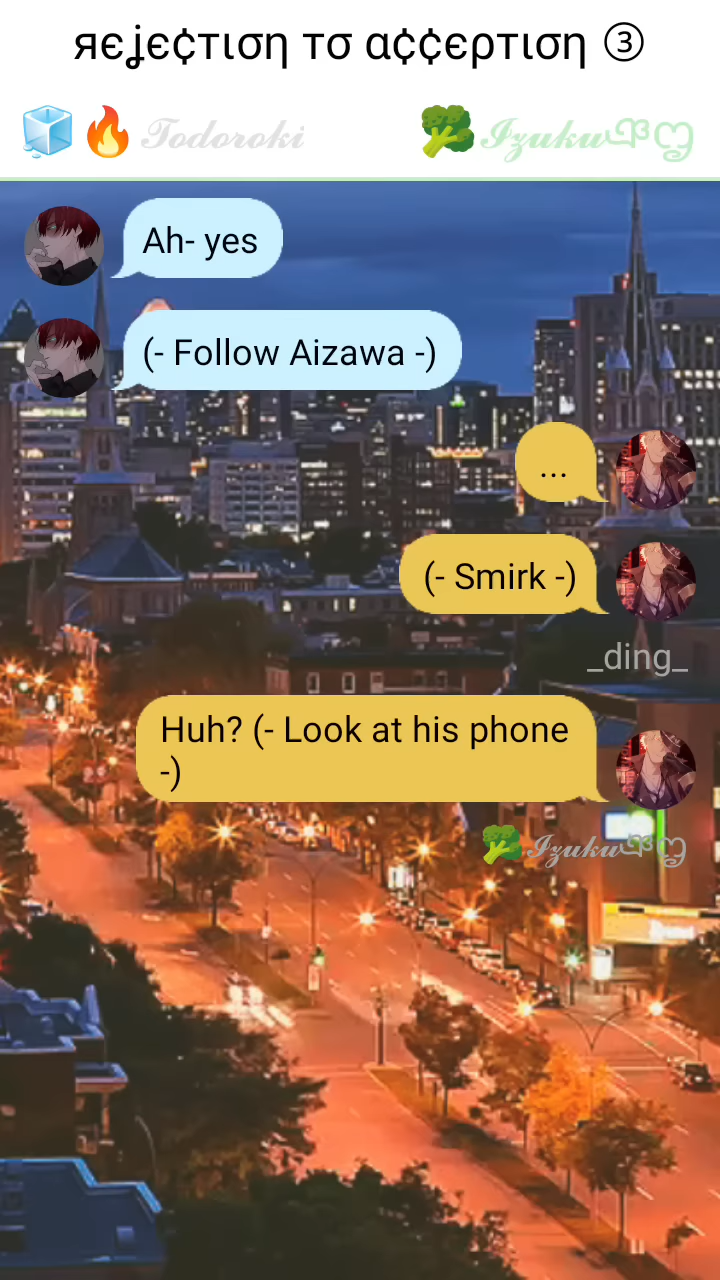 яєʝє¢тιση тσ α¢¢єρтιση ③
🧊🔥𝒯ℴ𝒹ℴ𝓇ℴ𝓀𝒾
🥦ℐ𝓏𝓊𝓀𝓊
Ah- yes
(- Follow Aizawa -)
...
(- Smirk -)
_ding_
Huh? (- Look at his phone
-)
🥦ℐ𝓏𝓊𝓀𝓊